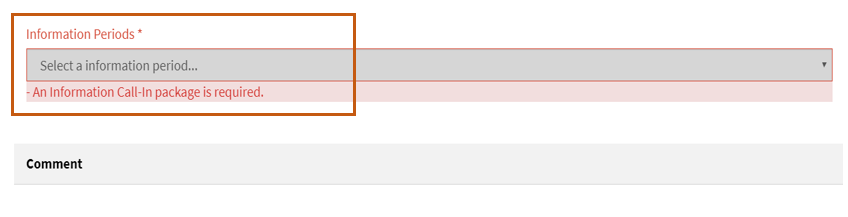 Information Periods *
Select a information period...
- An Information Call-In package is required.
Comment